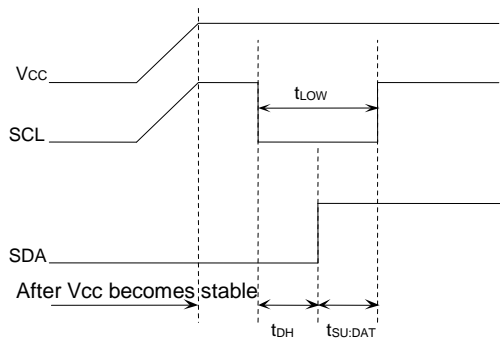 Vcc
tLOW
SCL
SDA
After Vcc becomes stable
tDH
tSU;DAT